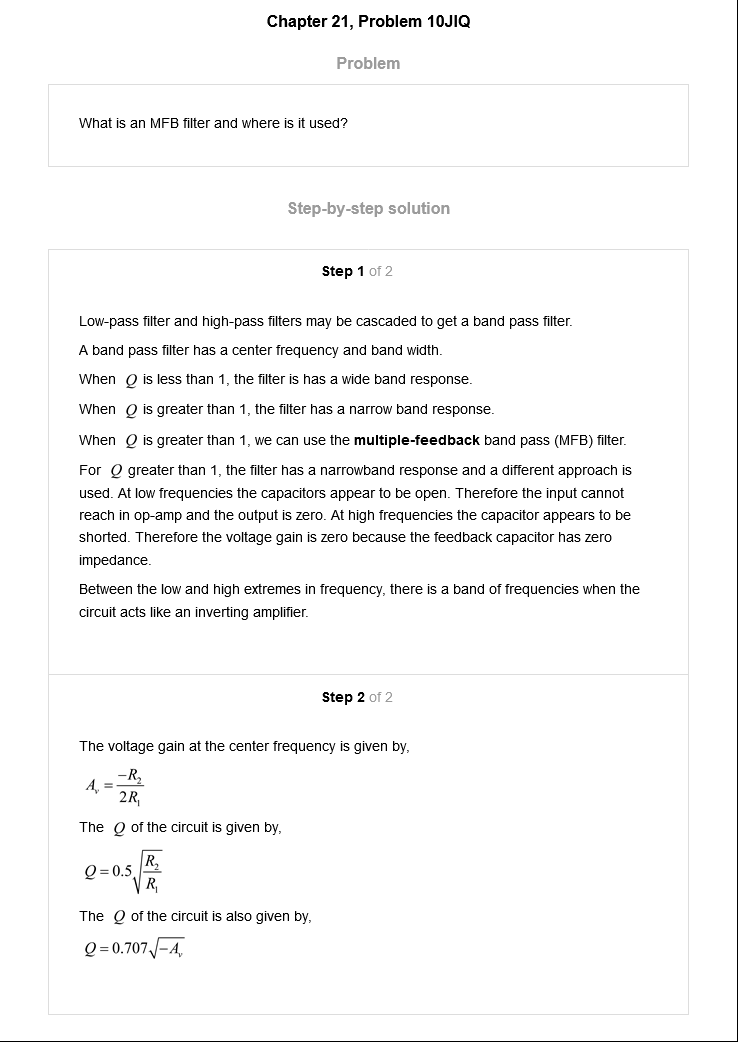 Chapter 21, Problem 10JIQ
Problem
What is an MFB filter and where is it used?
Step-by-step solution
Step 1 of 2
Low-pass filter and high-pass filters may be cascaded to get a band pass filter.
A band pass filter has a center frequency and band width.
When Q is less than 1, the filter is has a wide band response.
When Q is greater than 1, the filter has a narrow band response.
When Q is greater than 1, we can use the multiple-feedback band pass (MFB) filter.
For Q greater than 1, the filter has a narrowband response and a different approach is
used. At low frequencies the capacitors appear to be open. Therefore the input cannot
reach in op-amp and the output is zero. At high frequencies the capacitor appears to be
shorted. Therefore the voltage gain is zero because the feedback capacitor has zero
impedance.
Between the low and high extremes in frequency, there is a band of frequencies when the
circuit acts like an inverting amplifier.
Step 2 of 2
The voltage gain at the center frequency is given by,
A_v = -R_2 / 2R_1
The Q of the circuit is given by,
Q = 0.5√(R_2 / R_1)
The Q of the circuit is also given by,
Q = 0.707√(-A_v)